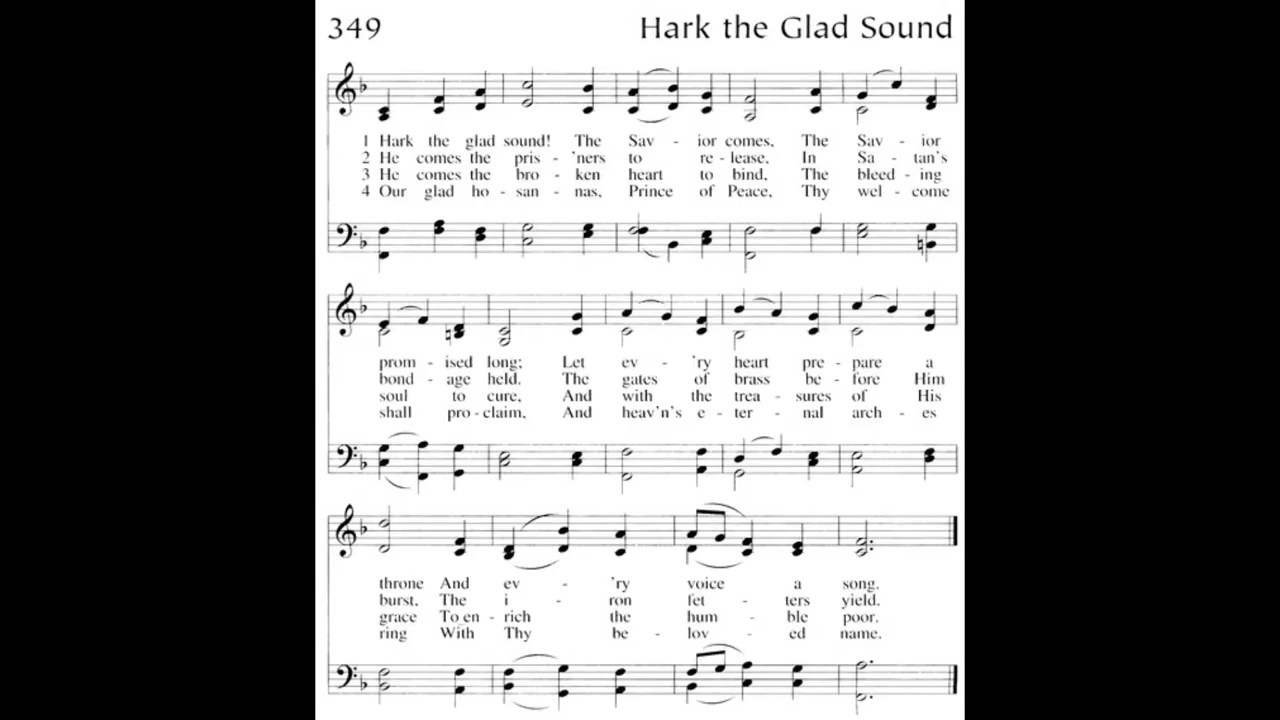 349 Hark the Glad Sound
1 Hark the glad sound! The Sav - ior comes, The Sav - ior
2 He comes the pris - 'ners to re - lease, In Sa - tan's
3 He comes the bro - ken heart to bind, The bleed - ing
4 Our glad ho - san - nas, Prince of Peace, Thy wel - come
prom - ised long; Let ev - 'ry heart pre - pare a
bond - age held. The gates of brass be - fore Him
soul to cure, And with the trea - sures of His
shall pro - claim, And heav'n's e - ter - nal arch - es
throne And ev - 'ry voice a song.
burst, The i - ron fet - ters yield.
grace To en - rich the hum - ble poor.
ring With Thy be - lov - ed name.